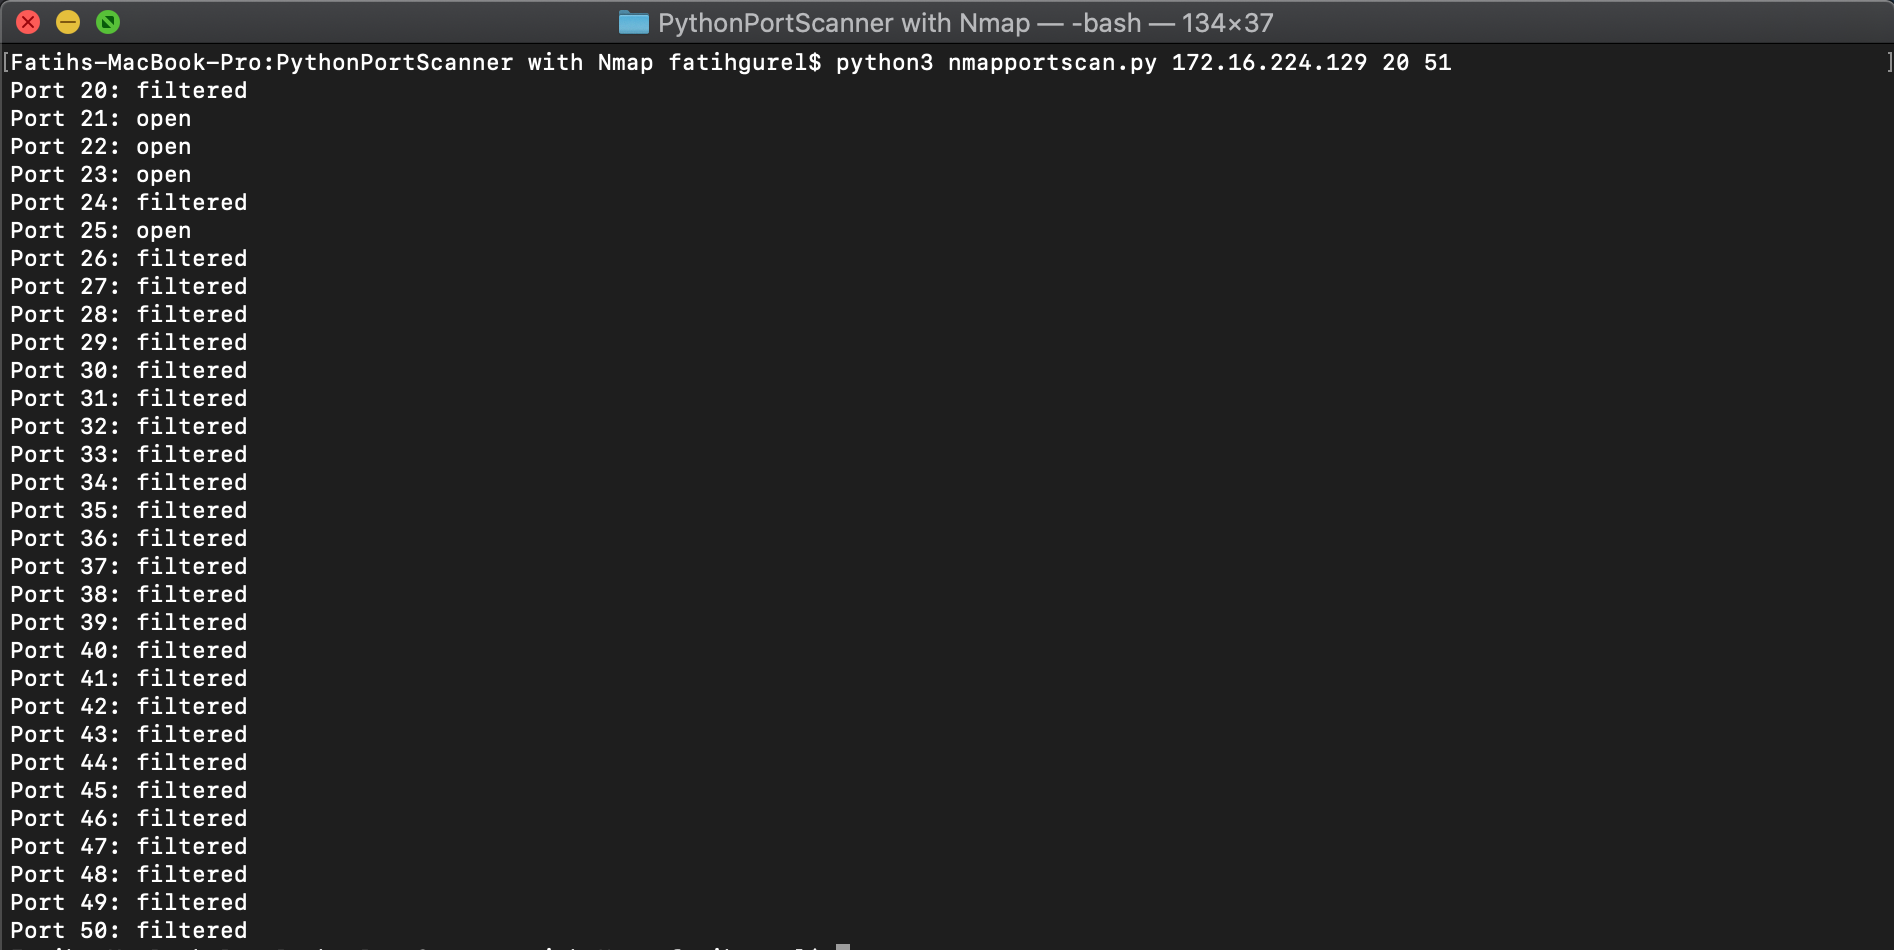 PythonPortScanner with Nmap — -bash — 134×37
[Fatihs-MacBook-Pro:PythonPortScanner with Nmap fatihgurel$ python3 nmapportscan.py 172.16.224.129 20 51 ]
Port 20: filtered
Port 21: open
Port 22: open
Port 23: open
Port 24: filtered
Port 25: open
Port 26: filtered
Port 27: filtered
Port 28: filtered
Port 29: filtered
Port 30: filtered
Port 31: filtered
Port 32: filtered
Port 33: filtered
Port 34: filtered
Port 35: filtered
Port 36: filtered
Port 37: filtered
Port 38: filtered
Port 39: filtered
Port 40: filtered
Port 41: filtered
Port 42: filtered
Port 43: filtered
Port 44: filtered
Port 45: filtered
Port 46: filtered
Port 47: filtered
Port 48: filtered
Port 49: filtered
Port 50: filtered